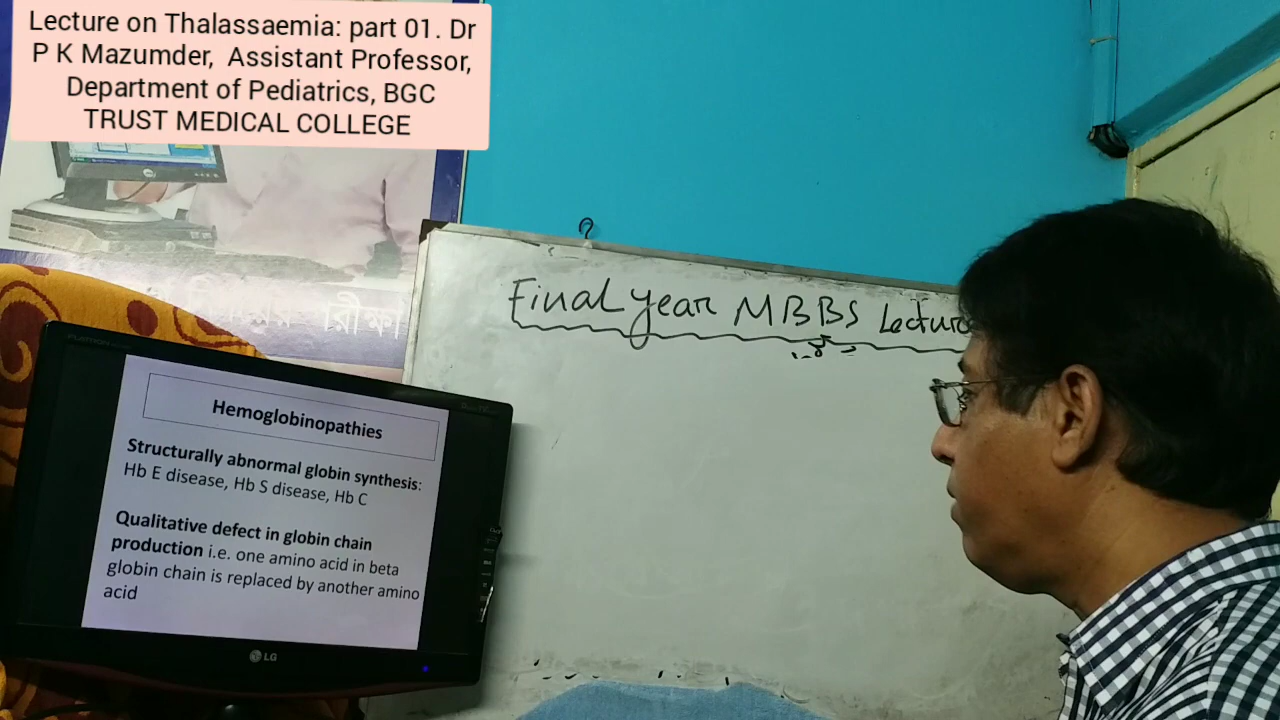 Lecture on Thalassaemia: part 01. Dr
P K Mazumder, Assistant Professor,
Department of Pediatrics, BGC
TRUST MEDICAL COLLEGE
Final year MBBS Lecture
Hemoglobinopathies
Structurally abnormal globin synthesis:
Hb E disease, Hb S disease, Hb C
Qualitative defect in globin chain
production i.e. one amino acid in beta
globin chain is replaced by another amino
acid
LG